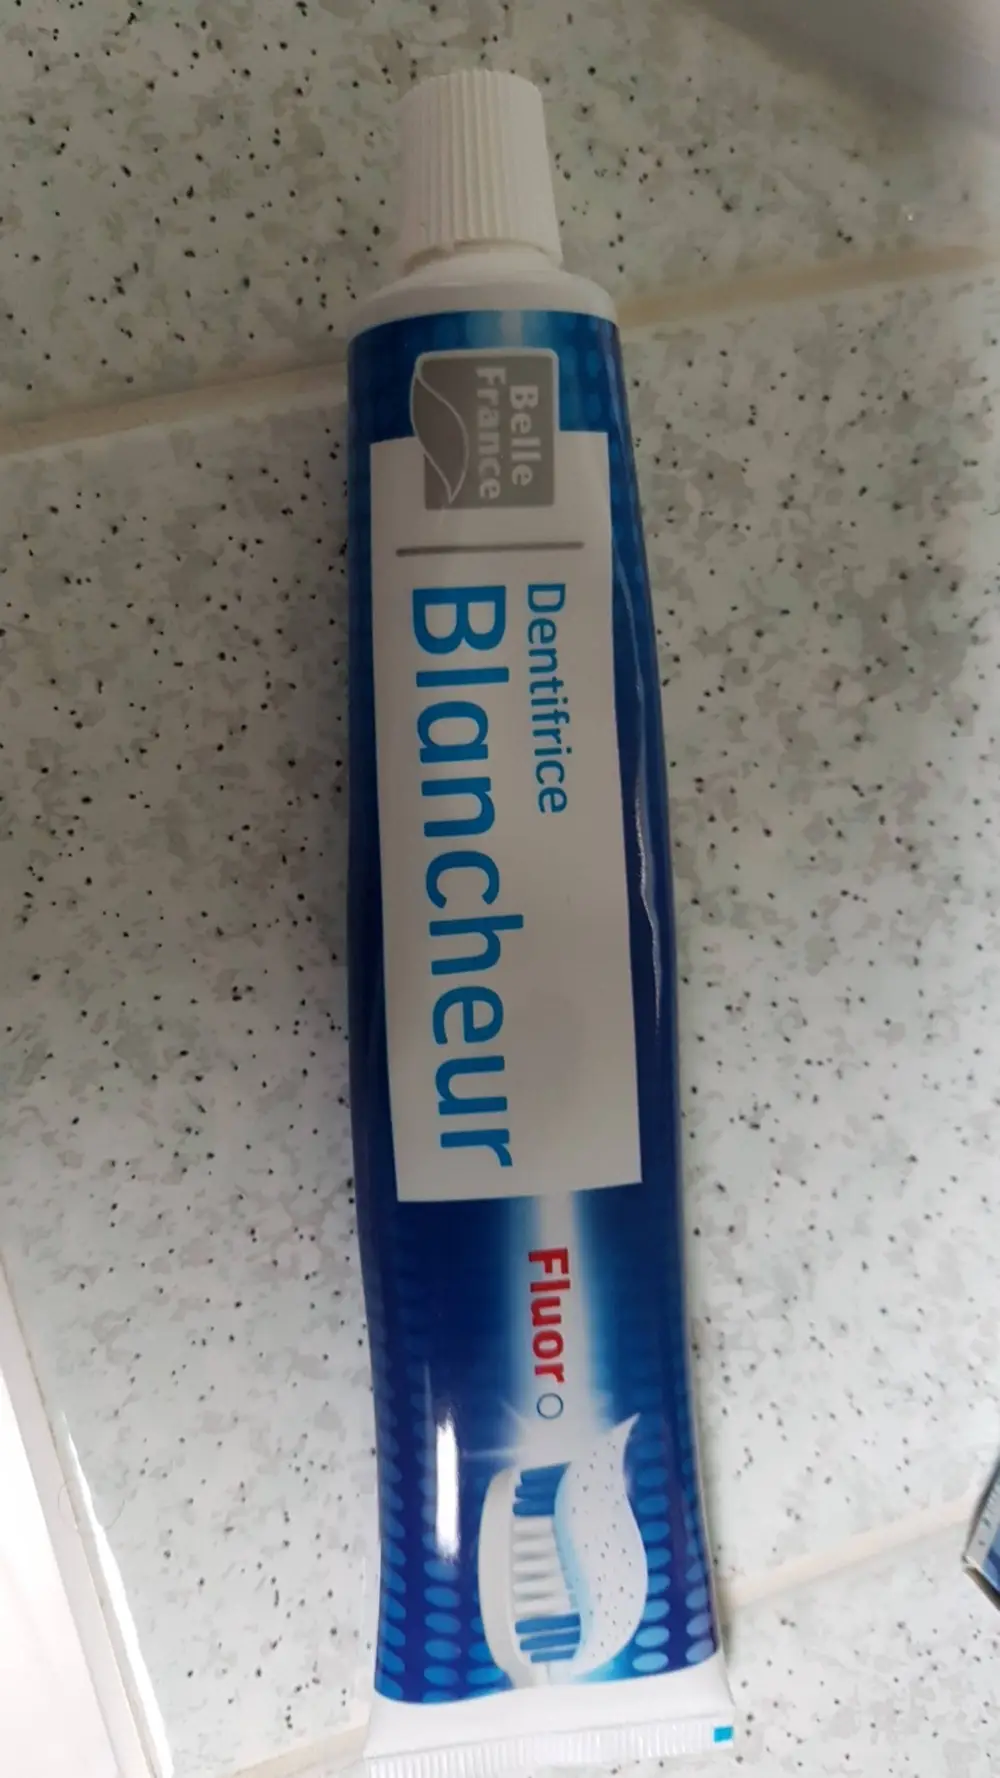 Belle
France
Dentifrice
Blancheur
Fluor